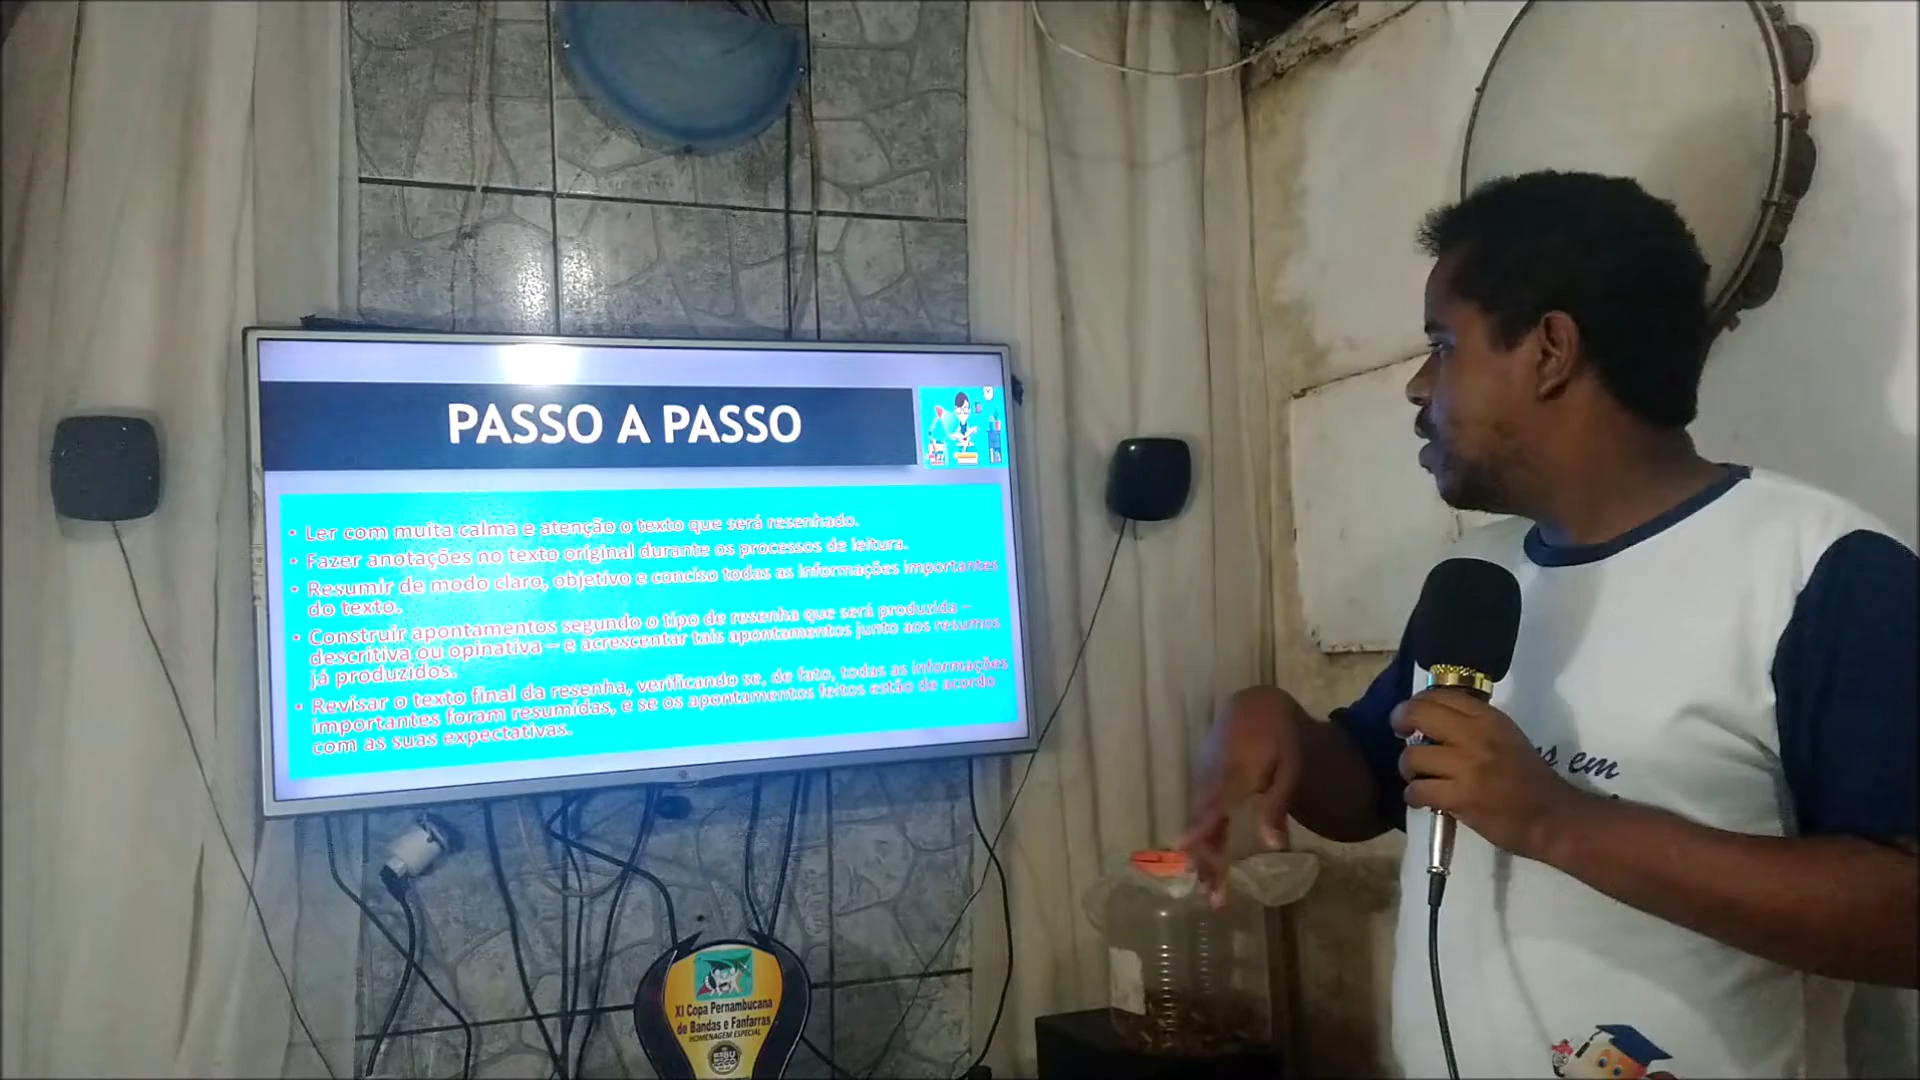 PASSO A PASSO
• Ler com muita calma e atenção o texto que será resenhado.
• Fazer anotações no texto original durante os processos de leitura.
• Resumir de modo claro, objetivo e conciso todas as informações importantes
do texto.
• Construir apontamentos segundo o tipo de resenha que será produzida –
descritiva ou opinativa – e acrescentar tais apontamentos junto aos resumos
já produzidos.
• Revisar o texto final da resenha, verificando se, de fato, todas as informações
importantes foram resumidas, e se os apontamentos feitos estão de acordo
com as suas expectativas.
em
XI Copa Pernambucana
de Bandas e Fanfarras
HOMENAGEM ESPECIAL